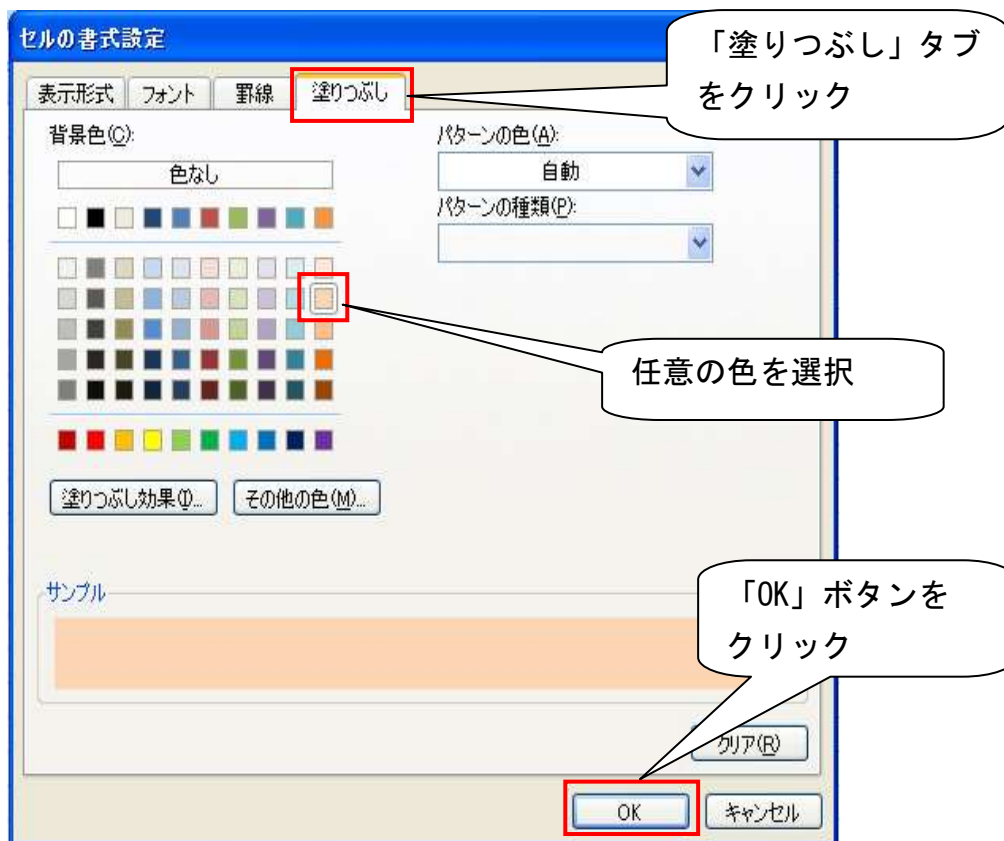 セルの書式設定
「塗りつぶし」タブ
をクリック
表示形式 フォント 罫線 塗りつぶし
背景色(C):
色なし
パターンの色(A):
自動
パターンの種類(P):
任意の色を選択
塗りつぶし効果(I)... その他の色(M)...
サンプル
「OK」ボタンを
クリック
クリア(R)
OK キャンセル